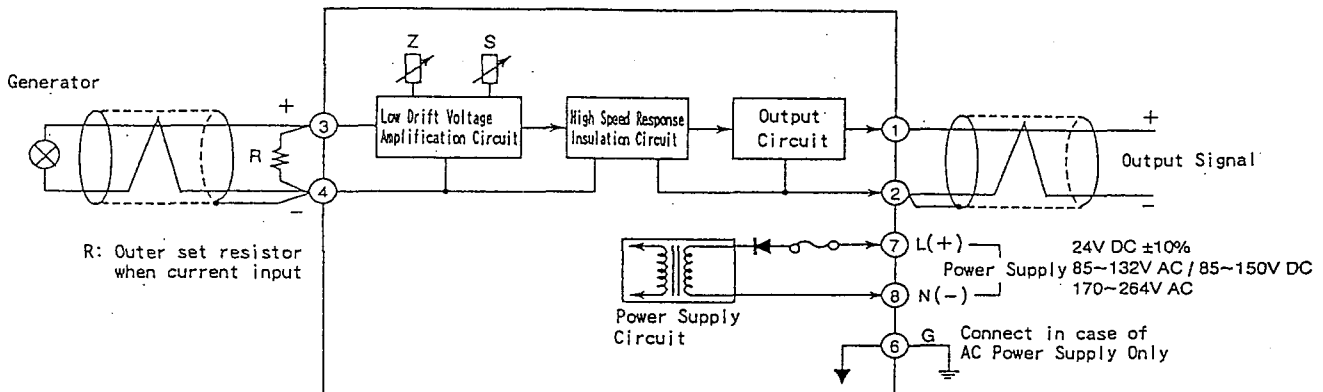 Generator
Z
S
+
3
Low Drift Voltage
Amplification Circuit
High Speed Response
Insulation Circuit
Output
Circuit
1
+
Output Signal
R
4
−
2
−
R: Outer set resistor
when current input
7
L(+)
Power Supply
24V DC ±10%
85~132V AC / 85~150V DC
170~264V AC
8
N(-)
Power Supply
Circuit
6
G
Connect in case of
AC Power Supply Only